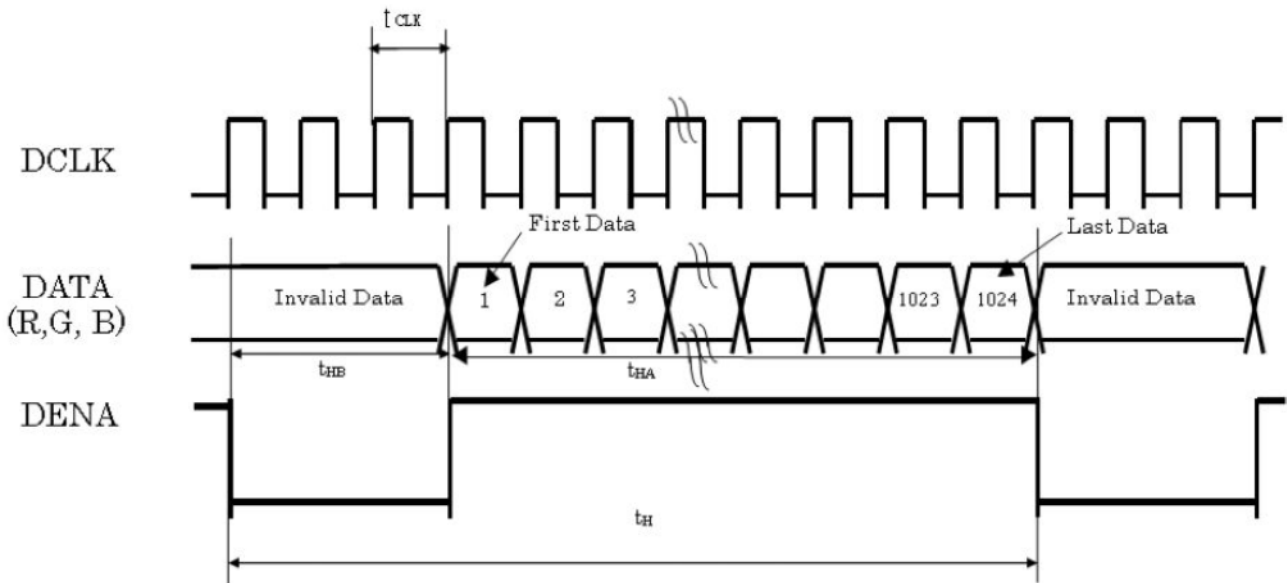 t CLK
DCLK
First Data
Last Data
DATA
(R,G, B)
Invalid Data
1
2
3
1023
1024
Invalid Data
tHB
tHA
DENA
tH